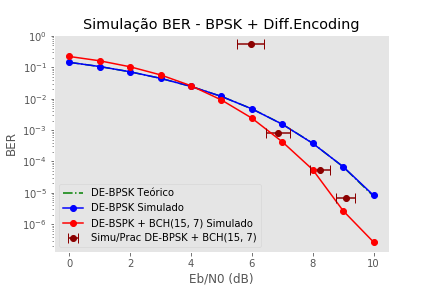 Simulação BER - BPSK + Diff.Encoding
10^0
10^-1
10^-2
10^-3
10^-4
10^-5
10^-6
BER
DE-BPSK Teórico
DE-BPSK Simulado
DE-BSPK + BCH(15, 7) Simulado
Simu/Prac DE-BPSK + BCH(15, 7)
0 2 4 6 8 10
Eb/N0 (dB)